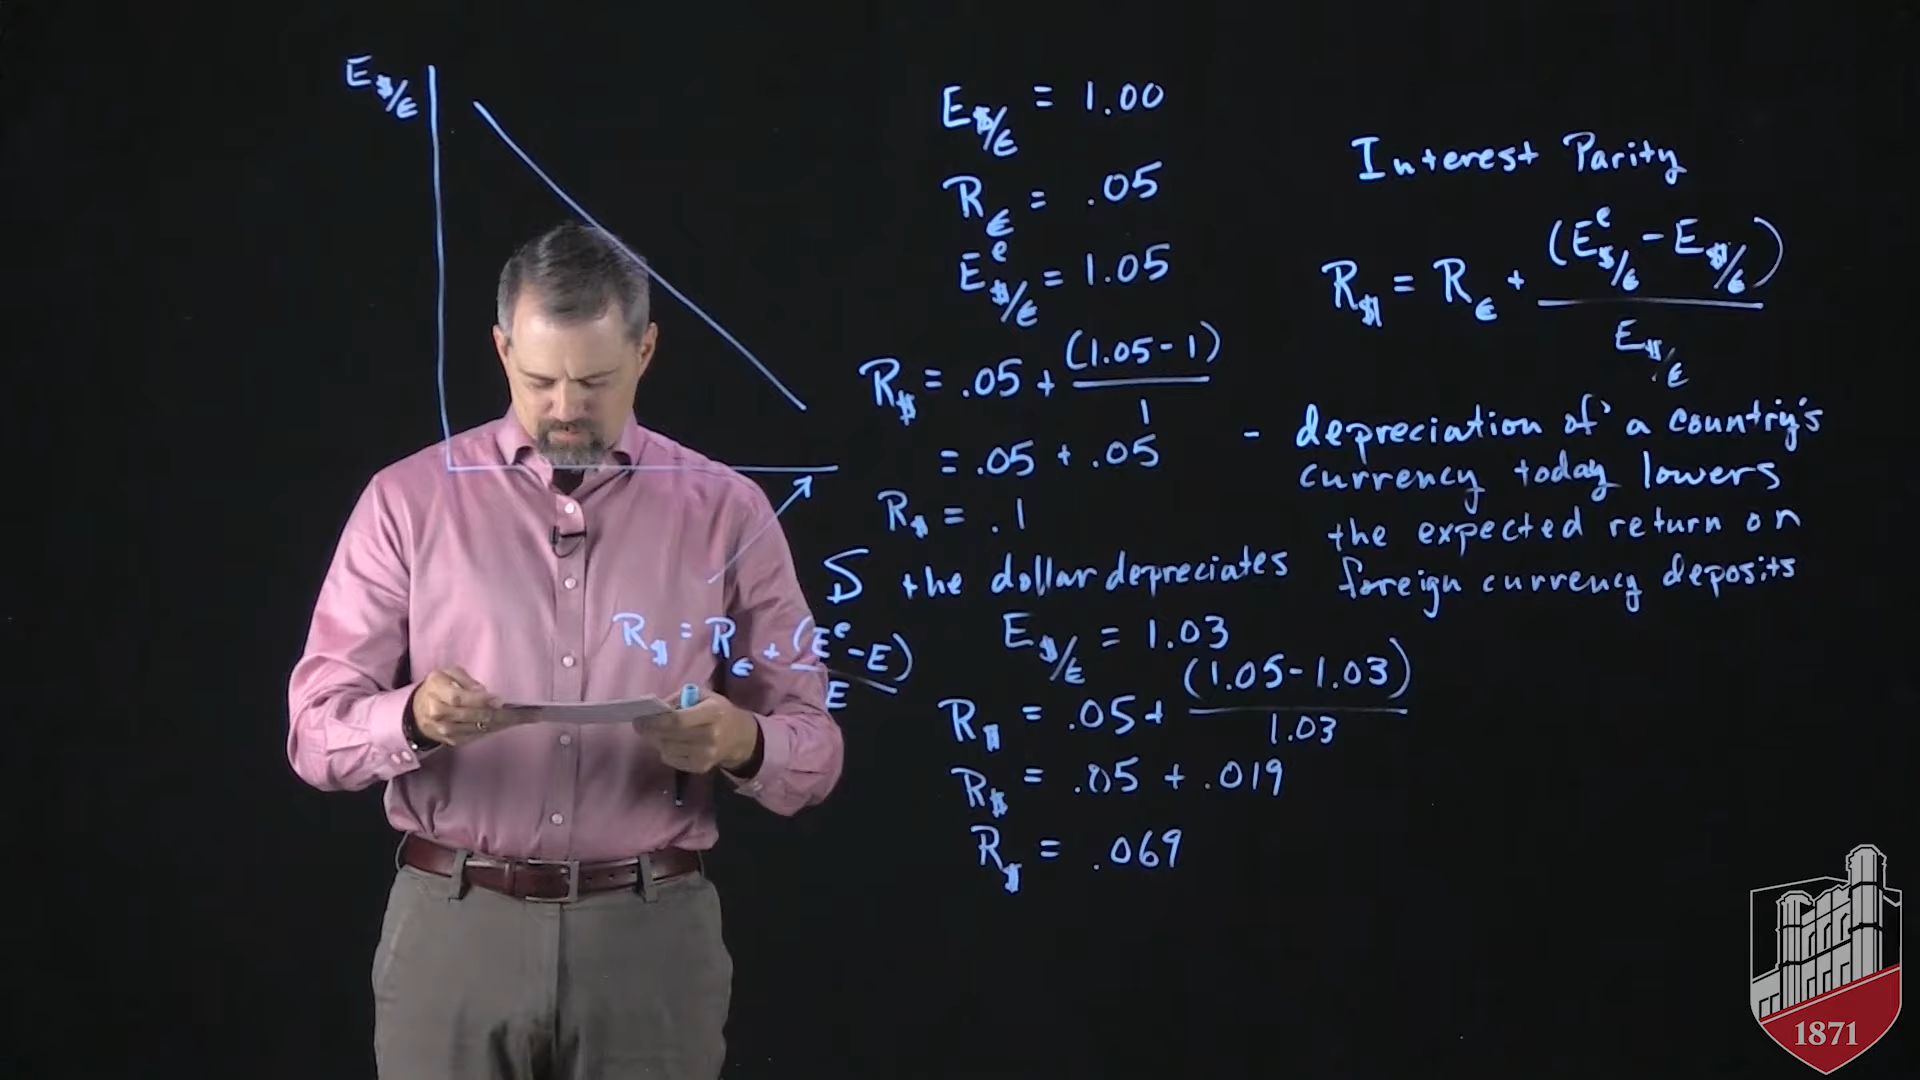 E$/€
E$/€ = 1.00
R€ = .05
Eᵉ$/€ = 1.05
R$ = .05 + (1.05 - 1)
1
= .05 + .05
R$ = .1
the dollar depreciates
E$/€ = 1.03
R$ = .05 + (1.05 - 1.03)
1.03
R$ = .05 + .019
R$ = .069
R$ = R€ + (Eᵉ - E)
E
Interest Parity
R$ = R€ + (Eᵉ$/€ - E$/€)
E$/€
- depreciation of a country's
currency today lowers
the expected return on
foreign currency deposits
1871